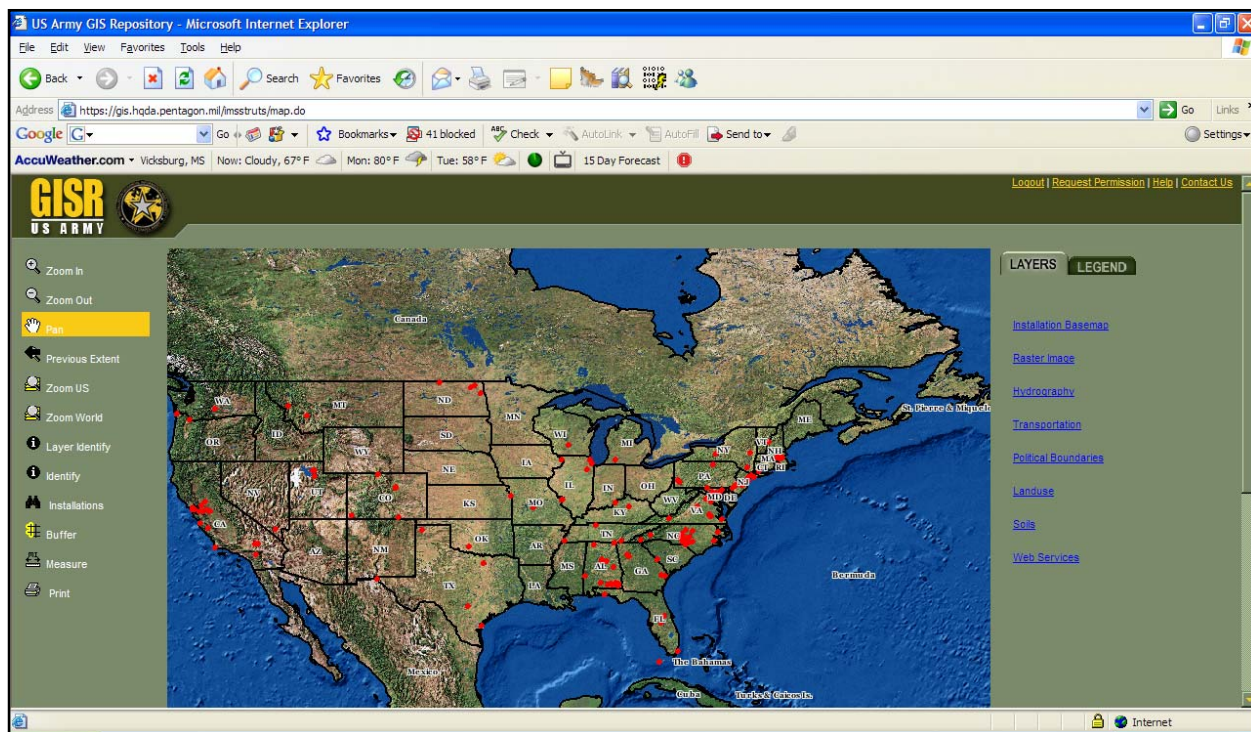 US Army GIS Repository - Microsoft Internet Explorer
File Edit View Favorites Tools Help
Back Search Favorites
Address https://gis.hqda.pentagon.mil/imsstruts/map.do Go Links
Google G Go Bookmarks 41 blocked ABC Check AutoLink AutoFill Send to Settings
AccuWeather.com Vicksburg, MS Now: Cloudy, 67° F Mon: 80° F Tue: 58° F 15 Day Forecast
GISR
US ARMY
Logout | Request Permission | Help | Contact Us
Zoom In
Zoom Out
Pan
Previous Extent
Zoom US
Zoom World
Layer Identify
Identify
Installations
Buffer
Measure
Print
LAYERS LEGEND
Installation Basemap
Raster Image
Hydrography
Transportation
Political Boundaries
Landuse
Soils
Web Services
Canada
St. Pierre & Miquelo
WA MT ND MN ME
OR ID SD WI MI NY VT NH
WY MA
CT RI
NV UT NE IA PA NJ
CO IL IN OH MD DE
CA KS MO WV VA
KY
AZ NM OK AR TN NC
TX LA MS AL GA SC
Bermuda
FL
Mexico
The Bahamas
Cuba
Turks & Caicos Is.
Internet